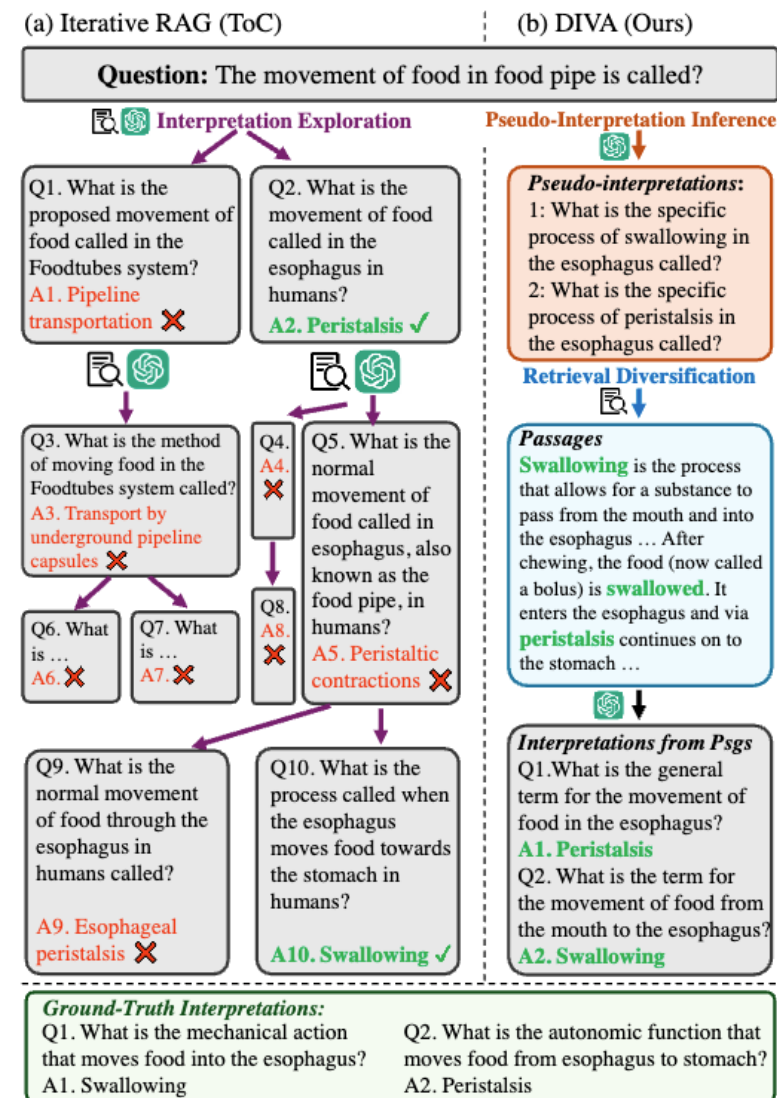 (a) Iterative RAG (ToC)
(b) DIVA (Ours)
Question: The movement of food in food pipe is called?
Interpretation Exploration
Q1. What is the
proposed movement of
food called in the
Foodtubes system?
A1. Pipeline
transportation
Q2. What is the
movement of food
called in the
esophagus in
humans?
A2. Peristalsis
Q3. What is the method
of moving food in the
Foodtubes system called?
A3. Transport by
underground pipeline
capsules
Q4.
A4.
Q5. What is the
normal
movement of
food called in
esophagus, also
known as the
food pipe, in
humans?
A5. Peristaltic
contractions
Q6. What
is ...
A6.
Q7. What
is ...
A7.
Q8.
A8.
Q9. What is the
normal movement
of food through the
esophagus in
humans called?
A9. Esophageal
peristalsis
Q10. What is the
process called when
the esophagus
moves food towards
the stomach in
humans?
A10. Swallowing
Pseudo-Interpretation Inference
Pseudo-interpretations:
1: What is the specific
process of swallowing in
the esophagus called?
2: What is the specific
process of peristalsis in
the esophagus called?
Retrieval Diversification
Passages
Swallowing is the process
that allows for a substance to
pass from the mouth and into
the esophagus ... After
chewing, the food (now called
a bolus) is swallowed. It
enters the esophagus and via
peristalsis continues on to
the stomach ...
Interpretations from Psgs
Q1.What is the general
term for the movement of
food in the esophagus?
A1. Peristalsis
Q2. What is the term for
the movement of food from
the mouth to the esophagus?
A2. Swallowing
Ground-Truth Interpretations:
Q1. What is the mechanical action
that moves food into the esophagus?
A1. Swallowing
Q2. What is the autonomic function that
moves food from esophagus to stomach?
A2. Peristalsis